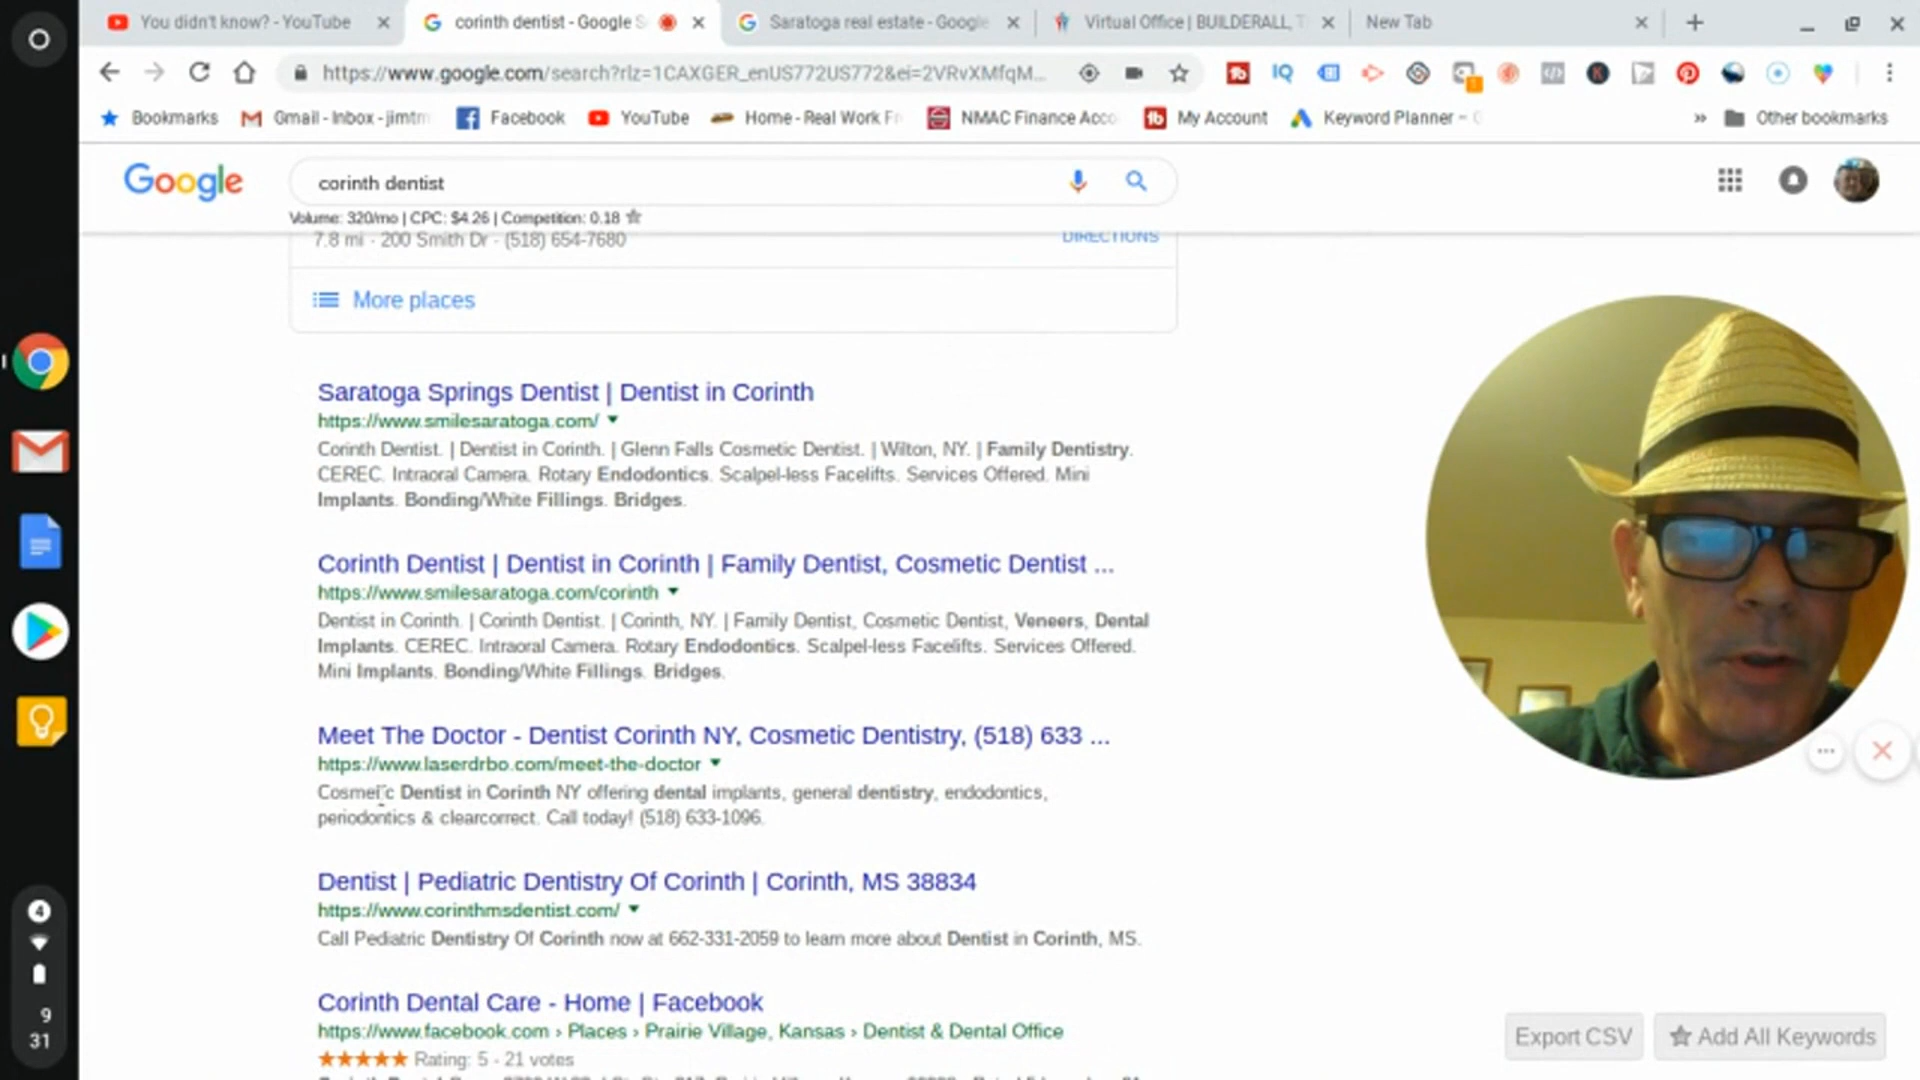 You didn't know? - YouTube
corinth dentist - Google S
Saratoga real estate - Google
Virtual Office | BUILDERALL, T
New Tab
https://www.google.com/search?rlz=1CAXGER_enUS772US772&ei=2VRvXMfqM...
Bookmarks
Gmail - Inbox - jimtm
Facebook
YouTube
Home - Real Work Fr
NMAC Finance Acco
My Account
Keyword Planner –
Other bookmarks
Google
corinth dentist
Volume: 320/mo | CPC: $4.26 | Competition: 0.18
7.8 mi · 200 Smith Dr · (518) 654-7680
DIRECTIONS
More places
Saratoga Springs Dentist | Dentist in Corinth
https://www.smilesaratoga.com/
Corinth Dentist. | Dentist in Corinth. | Glenn Falls Cosmetic Dentist. | Wilton, NY. | Family Dentistry.
CEREC. Intraoral Camera. Rotary Endodontics. Scalpel-less Facelifts. Services Offered. Mini
Implants. Bonding/White Fillings. Bridges.
Corinth Dentist | Dentist in Corinth | Family Dentist, Cosmetic Dentist ...
https://www.smilesaratoga.com/corinth
Dentist in Corinth. | Corinth Dentist. | Corinth, NY. | Family Dentist, Cosmetic Dentist, Veneers, Dental
Implants. CEREC. Intraoral Camera. Rotary Endodontics. Scalpel-less Facelifts. Services Offered.
Mini Implants. Bonding/White Fillings. Bridges.
Meet The Doctor - Dentist Corinth NY, Cosmetic Dentistry, (518) 633 ...
https://www.laserdrbo.com/meet-the-doctor
Cosmetic Dentist in Corinth NY offering dental implants, general dentistry, endodontics,
periodontics & clearcorrect. Call today! (518) 633-1096.
Dentist | Pediatric Dentistry Of Corinth | Corinth, MS 38834
https://www.corinthmsdentist.com/
Call Pediatric Dentistry Of Corinth now at 662-331-2059 to learn more about Dentist in Corinth, MS.
Corinth Dental Care - Home | Facebook
https://www.facebook.com › Places › Prairie Village, Kansas › Dentist & Dental Office
Rating: 5 - 21 votes
Export CSV
Add All Keywords
4
9
31